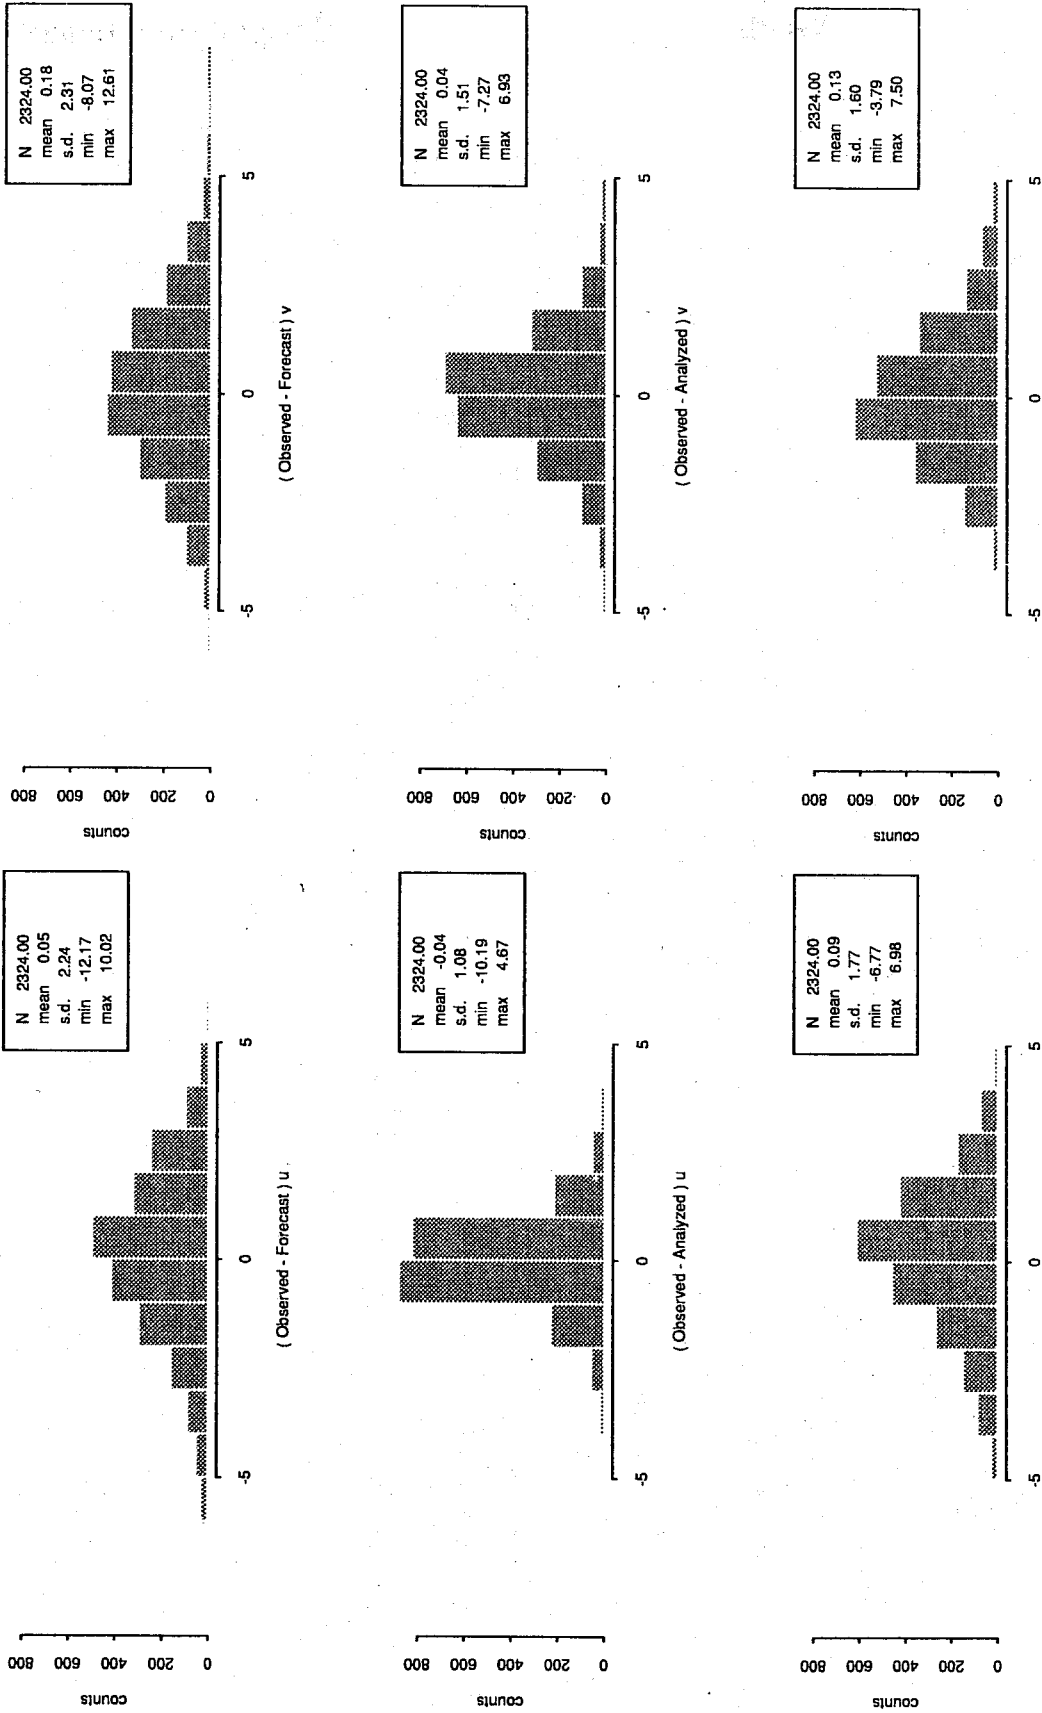 counts
800
600
400
200
0
N 2324.00
mean 0.05
s.d. 2.24
min -12.17
max 10.02
-5 0 5
( Observed - Forecast ) u
counts
800
600
400
200
0
N 2324.00
mean 0.18
s.d. 2.31
min -8.07
max 12.61
-5 0 5
( Observed - Forecast ) v
counts
800
600
400
200
0
N 2324.00
mean -0.04
s.d. 1.08
min -10.19
max 4.67
-5 0 5
( Observed - Analyzed ) u
counts
800
600
400
200
0
N 2324.00
mean 0.04
s.d. 1.51
min -7.27
max 6.93
-5 0 5
( Observed - Analyzed ) v
counts
800
600
400
200
0
N 2324.00
mean 0.09
s.d. 1.77
min -6.77
max 6.98
-5 0 5
counts
800
600
400
200
0
N 2324.00
mean 0.13
s.d. 1.60
min -3.79
max 7.50
-5 0 5